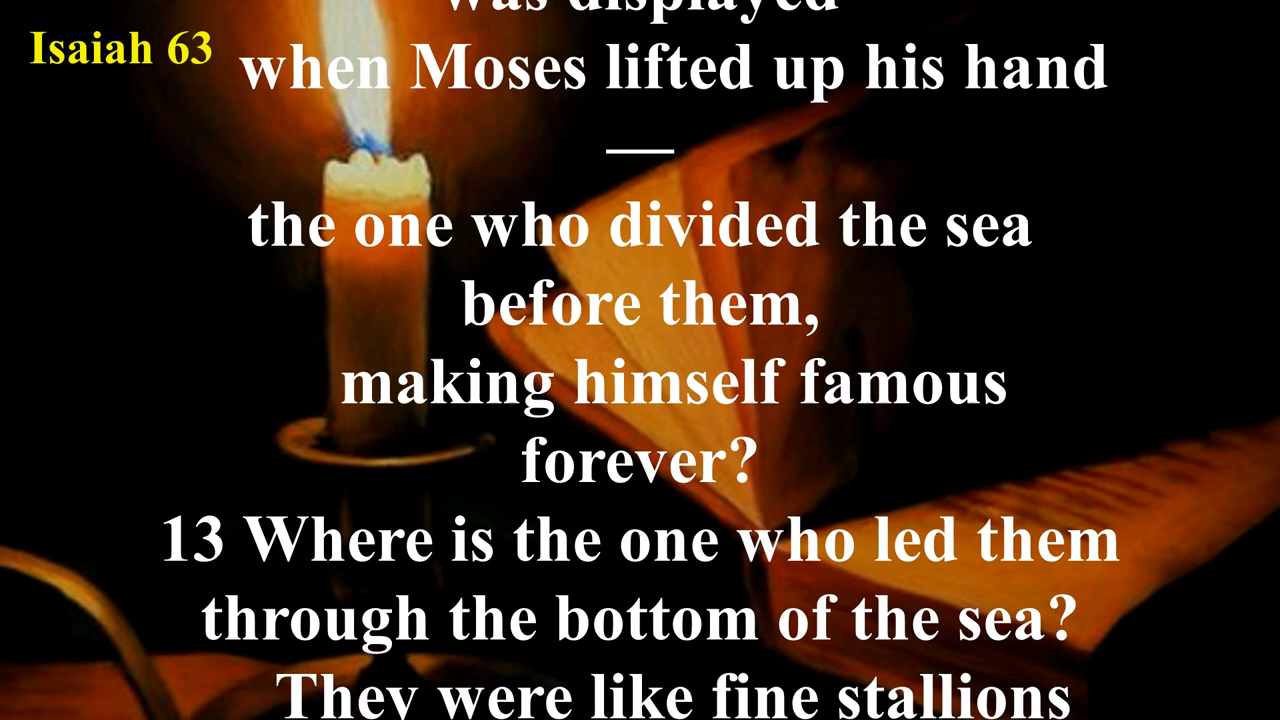 was displayed
Isaiah 63
when Moses lifted up his hand
—
the one who divided the sea
before them,
making himself famous
forever?
13 Where is the one who led them
through the bottom of the sea?
They were like fine stallions